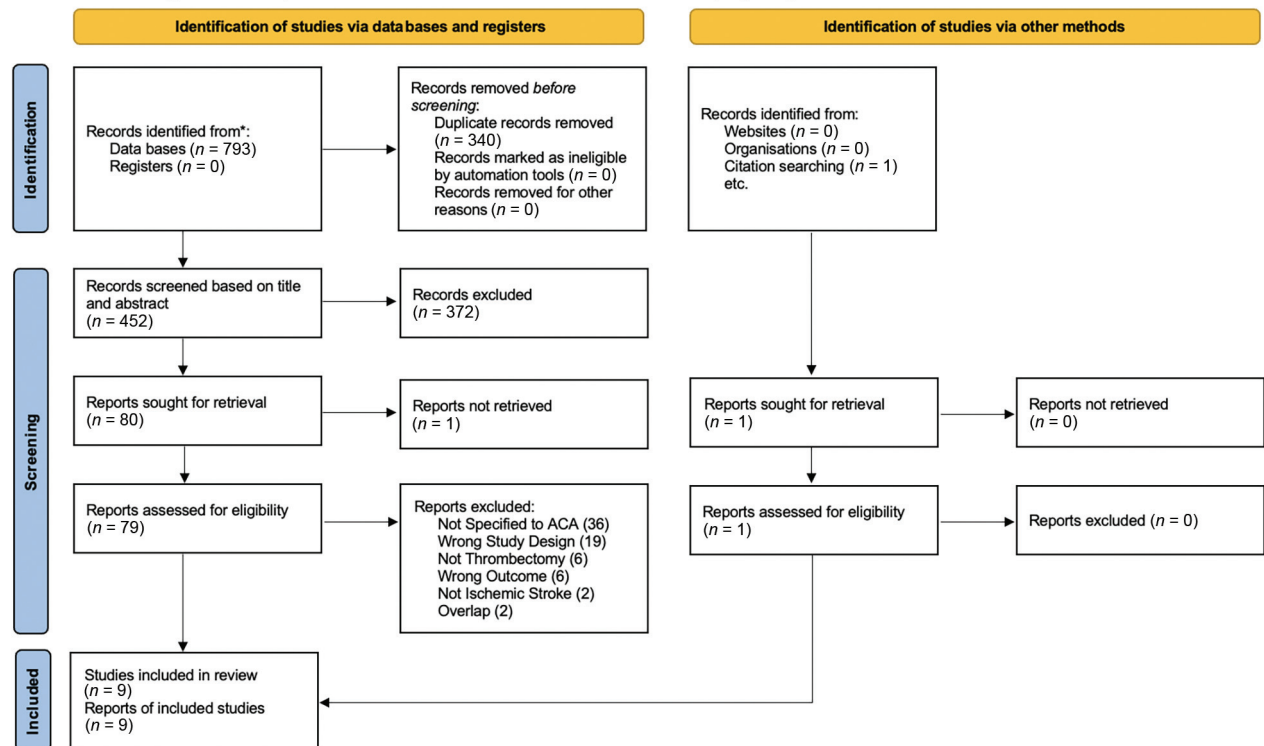 Identification of studies via databases and registers
Identification of studies via other methods
Identification
Records identified from*:
Data bases (n = 793)
Registers (n = 0)
Records removed before
screening:
Duplicate records removed
(n = 340)
Records marked as ineligible
by automation tools (n = 0)
Records removed for other
reasons (n = 0)
Records identified from:
Websites (n = 0)
Organisations (n = 0)
Citation searching (n = 1)
etc.
Screening
Records screened based on title
and abstract
(n = 452)
Records excluded
(n = 372)
Reports sought for retrieval
(n = 80)
Reports not retrieved
(n = 1)
Reports sought for retrieval
(n = 1)
Reports not retrieved
(n = 0)
Reports assessed for eligibility
(n = 79)
Reports excluded:
Not Specified to ACA (36)
Wrong Study Design (19)
Not Thrombectomy (6)
Wrong Outcome (6)
Not Ischemic Stroke (2)
Overlap (2)
Reports assessed for eligibility
(n = 1)
Reports excluded (n = 0)
Included
Studies included in review
(n = 9)
Reports of included studies
(n = 9)